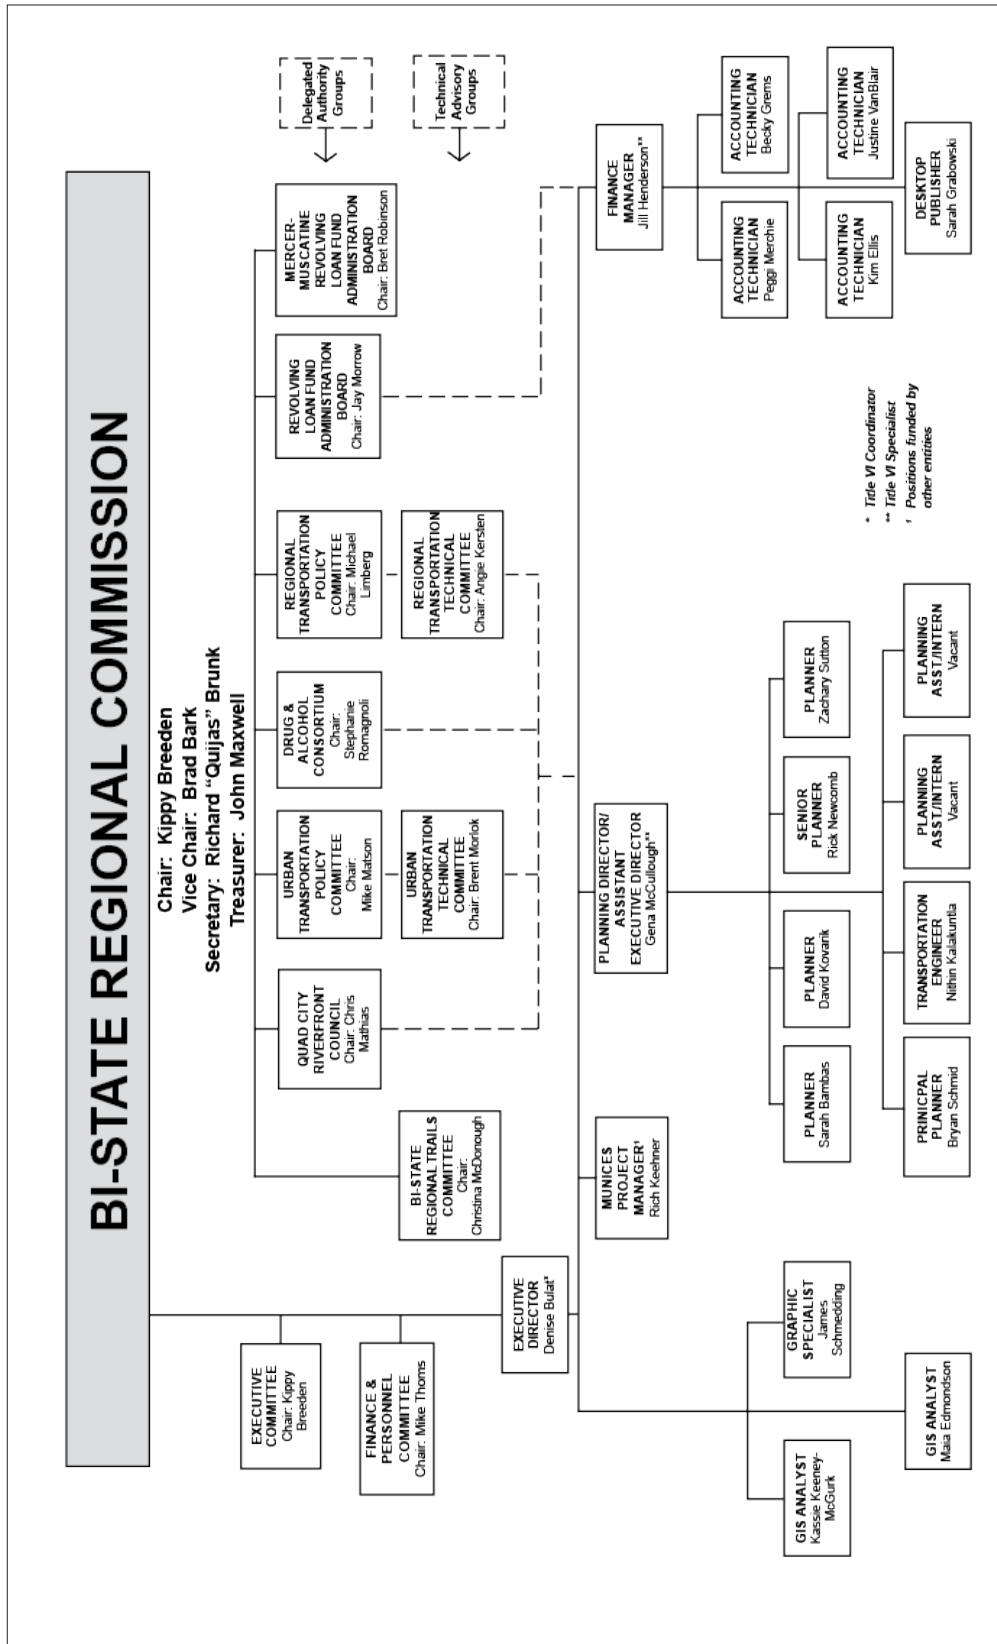 BI-STATE REGIONAL COMMISSION
Chair: Kippy Breeden
Vice Chair: Brad Bark
Secretary: Richard “Quijas” Brunk
Treasurer: John Maxwell
EXECUTIVE
COMMITTEE
Chair: Kippy
Breeden
FINANCE &
PERSONNEL
COMMITTEE
Chair: Mike Thoms
BI-STATE
REGIONAL TRAILS
COMMITTEE
Chair:
Christina McDonough
QUAD CITY
RIVERFRONT
COUNCIL
Chair: Chris
Mathias
URBAN
TRANSPORTATION
POLICY
COMMITTEE
Chair:
Mike Matson
URBAN
TRANSPORTATION
TECHNICAL
COMMITTEE
Chair: Brent Morlok
DRUG &
ALCOHOL
CONSORTIUM
Chair:
Stephanie
Romagnoli
REGIONAL
TRANSPORTATION
POLICY
COMMITTEE
Chair: Michael
Limberg
REGIONAL
TRANSPORTATION
TECHNICAL
COMMITTEE
Chair: Angie Kersten
REVOLVING
LOAN FUND
ADMINISTRATION
BOARD
Chair: Jay Morrow
MERCER-
MUSCATINE
REVOLVING
LOAN FUND
ADMINISTRATION
BOARD
Chair: Bret Robinson
Delegated
Authority
Groups
Technical
Advisory
Groups
EXECUTIVE
DIRECTOR
Denise Bulat*
MUNICES
PROJECT
MANAGER¹
Rich Keehner
PLANNING DIRECTOR/
ASSISTANT
EXECUTIVE DIRECTOR
Gena McCullough**
FINANCE
MANAGER
Jill Henderson**
GIS ANALYST
Kassie Keeney-
McGurk
GRAPHIC
SPECIALIST
James
Schmedding
GIS ANALYST
Maia Edmondson
PLANNER
Sarah Bambas
PLANNER
David Kovarik
SENIOR
PLANNER
Rick Newcomb
PLANNER
Zachary Sutton
PRINICPAL
PLANNER
Bryan Schmid
TRANSPORTATION
ENGINEER
Nithin Kalakuntla
PLANNING
ASST./INTERN
Vacant
PLANNING
ASST./INTERN
Vacant
ACCOUNTING
TECHNICIAN
Peggi Merchie
ACCOUNTING
TECHNICIAN
Becky Grems
ACCOUNTING
TECHNICIAN
Kim Ellis
ACCOUNTING
TECHNICIAN
Justine VanBlair
DESKTOP
PUBLISHER
Sarah Grabowski
* Title VI Coordinator
** Title VI Specialist
¹ Positions funded by
other entities